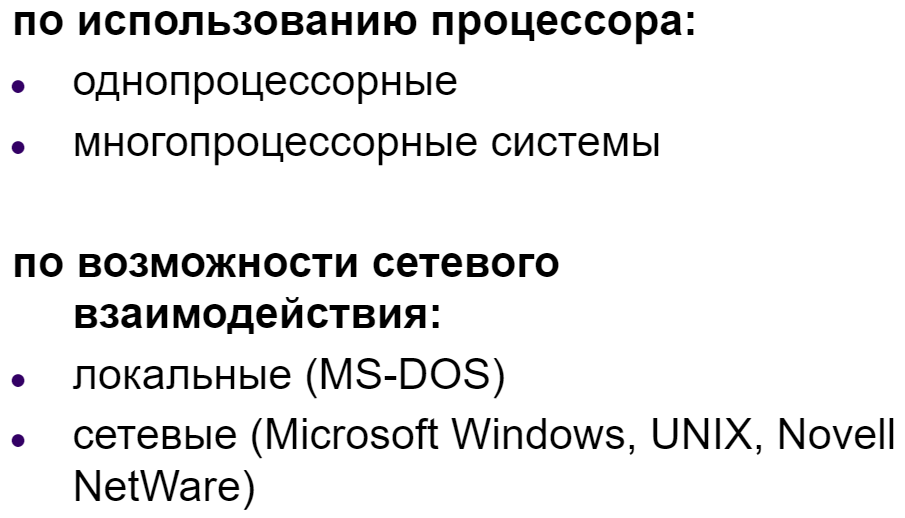 по использованию процессора:
• однопроцессорные
• многопроцессорные системы
по возможности сетевого
взаимодействия:
• локальные (MS-DOS)
• сетевые (Microsoft Windows, UNIX, Novell
NetWare)